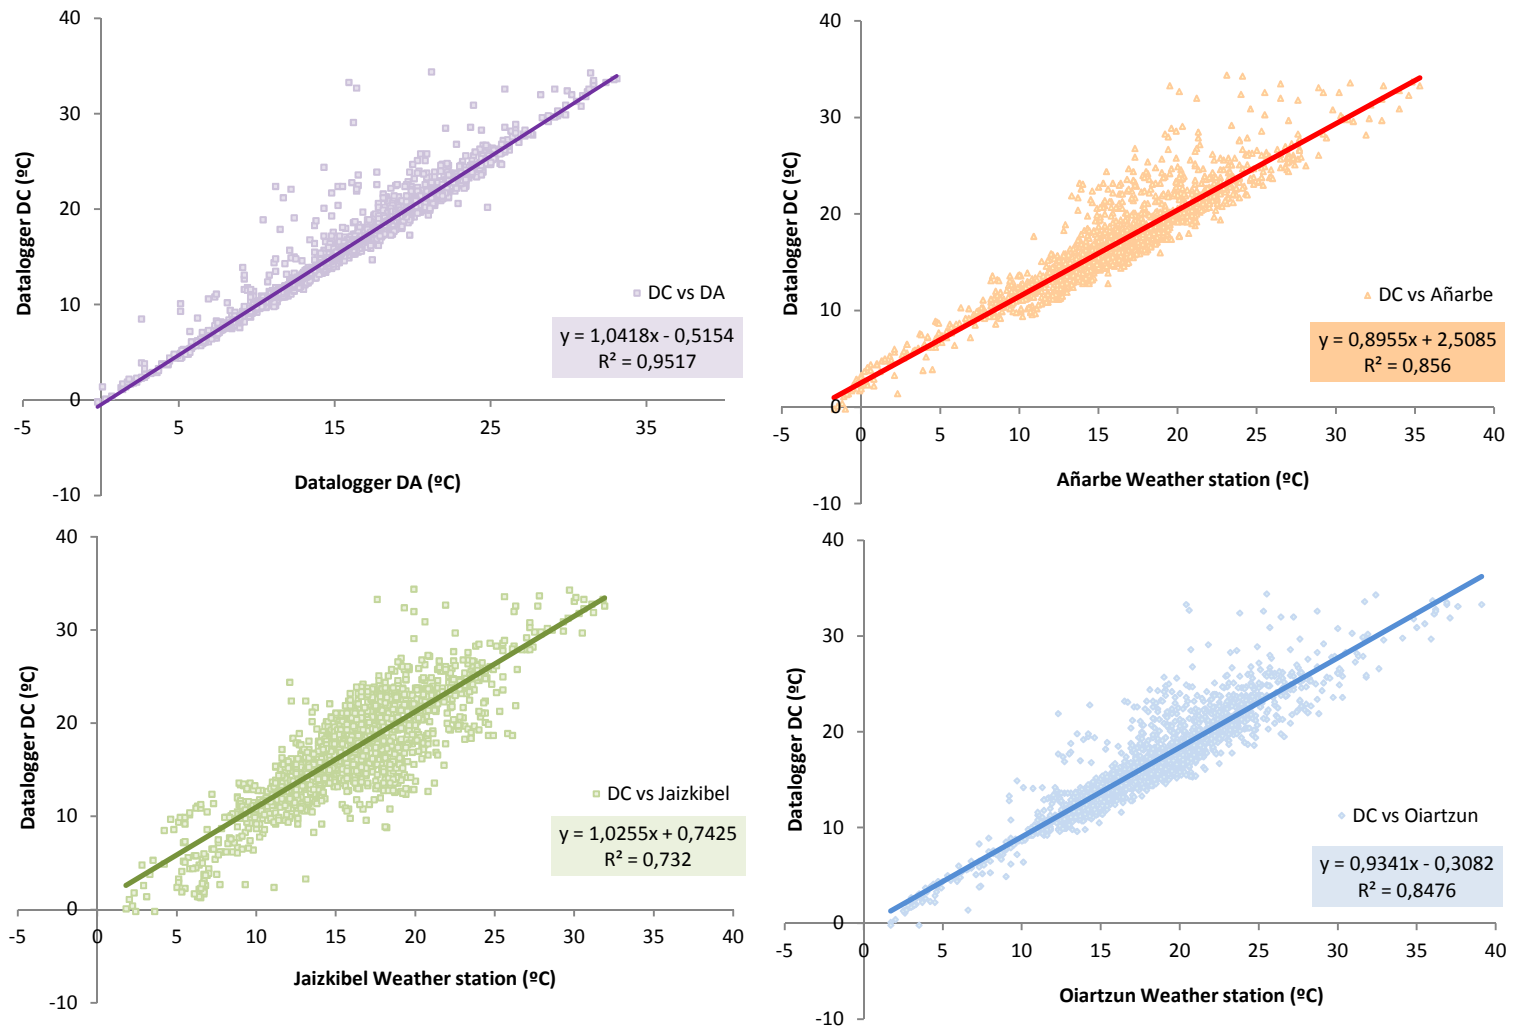 40
30
20
10
0
-10
-5
5
15
25
35
Datalogger DC (ºC)
Datalogger DA (ºC)
DC vs DA
y = 1,0418x - 0,5154
R² = 0,9517
40
30
20
10
0
-10
-5
0
5
10
15
20
25
30
35
40
Datalogger DC (ºC)
Añarbe Weather station (ºC)
DC vs Añarbe
y = 0,8955x + 2,5085
R² = 0,856
40
30
20
10
0
-10
-5
0
5
10
15
20
25
30
35
40
Datalogger DC (ºC)
Jaizkibel Weather station (ºC)
DC vs Jaizkibel
y = 1,0255x + 0,7425
R² = 0,732
40
30
20
10
0
-10
-5
0
5
10
15
20
25
30
35
40
Datalogger DC (ºC)
Oiartzun Weather station (ºC)
DC vs Oiartzun
y = 0,9341x - 0,3082
R² = 0,8476